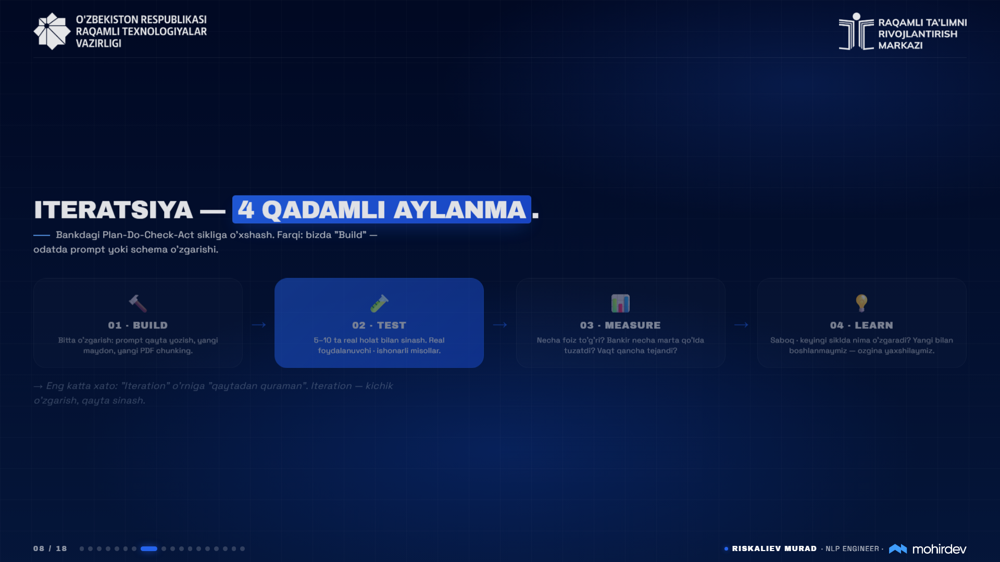 O'ZBEKISTON RESPUBLIKASI
RAQAMLI TEXNOLOGIYALAR
VAZIRLIGI
RAQAMLI TA'LIMNI
RIVOJLANTIRISH
MARKAZI
ITERATSIYA — 4 QADAMLI AYLANMA.
Bankdagi Plan-Do-Check-Act sikliga o'xshash. Farqi: bizda "Build" —
odatda prompt yoki schema o'zgarishi.
01 · BUILD
Bitta o'zgarish: prompt qayta yozish, yangi
maydon, yangi PDF chunking.
→
02 · TEST
5–10 ta real holat bilan sinash. Real
foydalanuvchi · ishonarli misollar.
→
03 · MEASURE
Necha foiz to'g'ri? Bankir necha marta qo'lda
tuzatdi? Vaqt qancha tejandi?
→
04 · LEARN
Saboq · keyingi siklda nima o'zgaradi? Yangi bilan
boshlanmaymiz — ozgina yaxshilaymiz.
→ Eng katta xato: "Iteration" o'rniga "qaytadan quraman". Iteration — kichik
o'zgarish, qayta sinash.
08 / 18
RISKALIEV MURAD · NLP ENGINEER · mohirdev